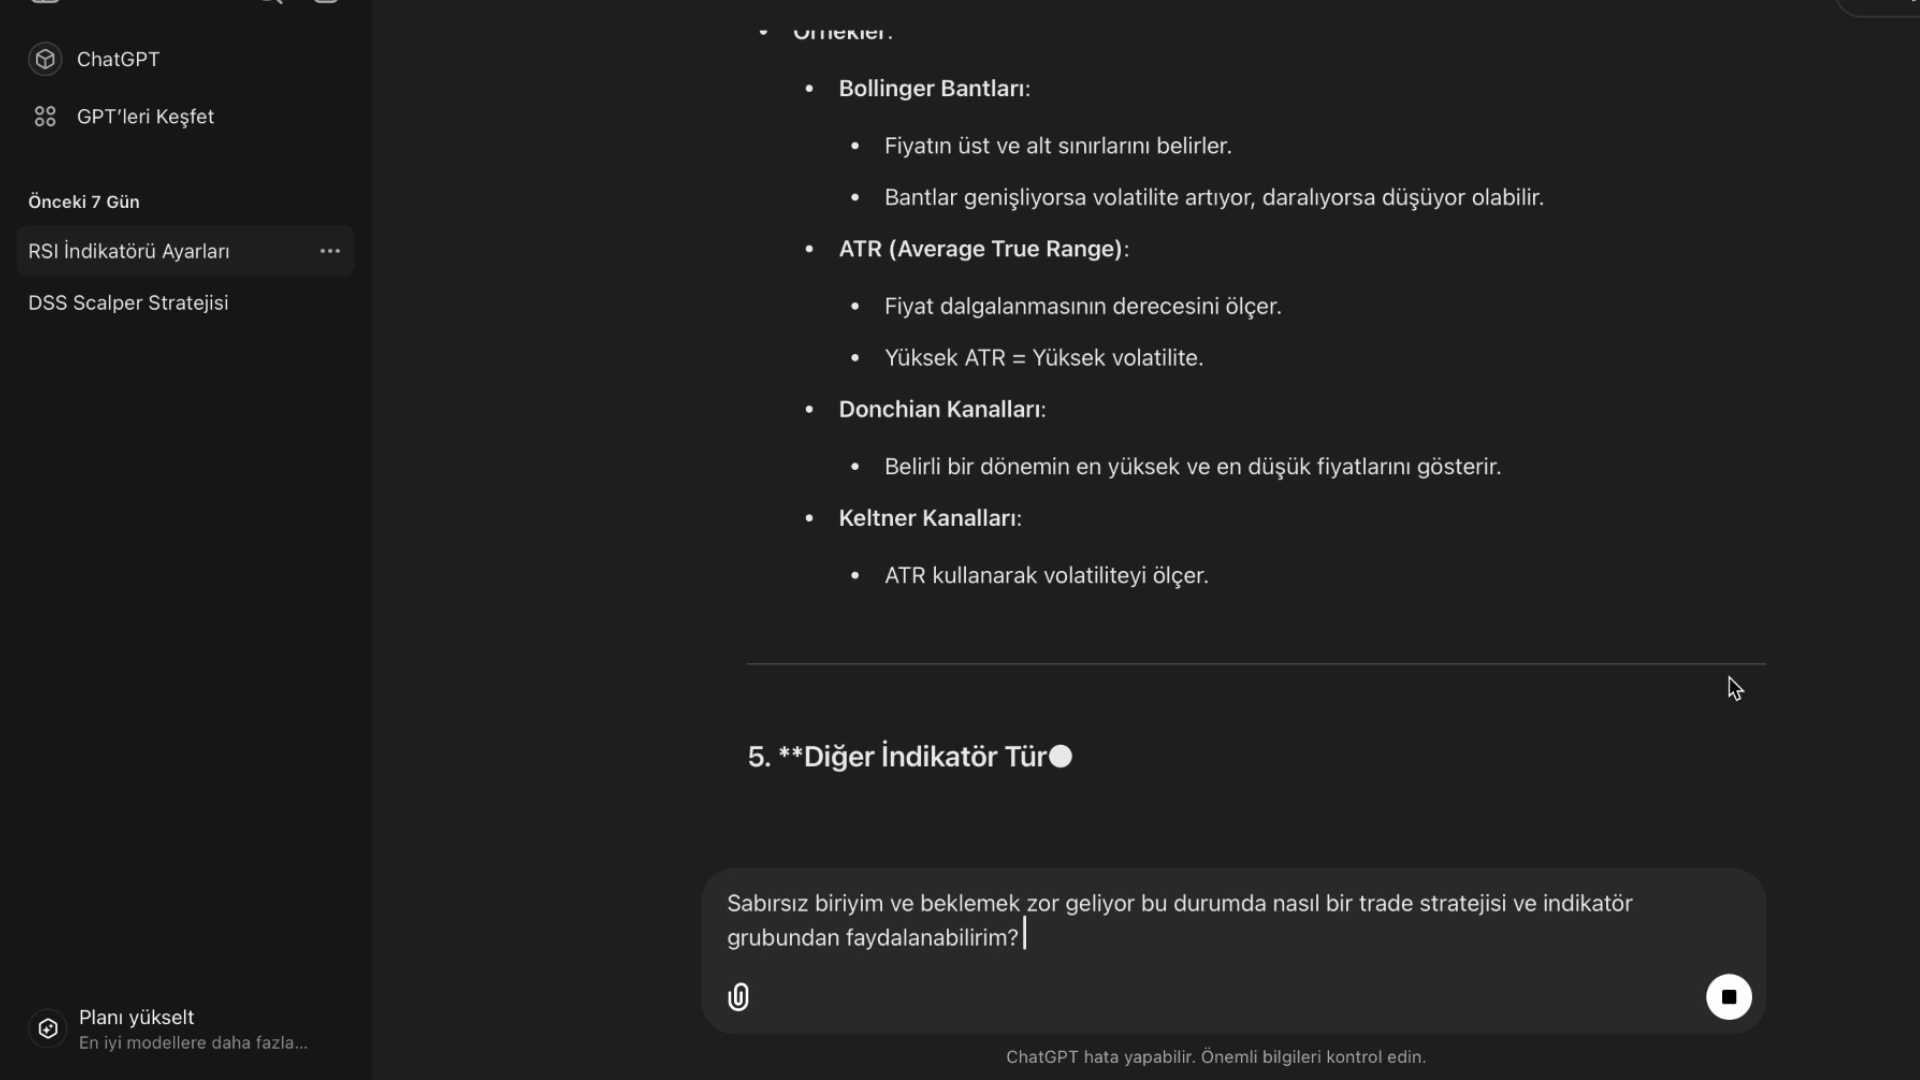 ChatGPT
GPT'leri Keşfet
Önceki 7 Gün
RSI İndikatörü Ayarları
DSS Scalper Stratejisi
Planı yükselt
En iyi modellere daha fazla...
Örnekler:
Bollinger Bantları:
Fiyatın üst ve alt sınırlarını belirler.
Bantlar genişliyorsa volatilite artıyor, daralıyorsa düşüyor olabilir.
ATR (Average True Range):
Fiyat dalgalanmasının derecesini ölçer.
Yüksek ATR = Yüksek volatilite.
Donchian Kanalları:
Belirli bir dönemin en yüksek ve en düşük fiyatlarını gösterir.
Keltner Kanalları:
ATR kullanarak volatiliteyi ölçer.
5. **Diğer İndikatör Tür
Sabırsız biriyim ve beklemek zor geliyor bu durumda nasıl bir trade stratejisi ve indikatör
grubundan faydalanabilirim?
ChatGPT hata yapabilir. Önemli bilgileri kontrol edin.